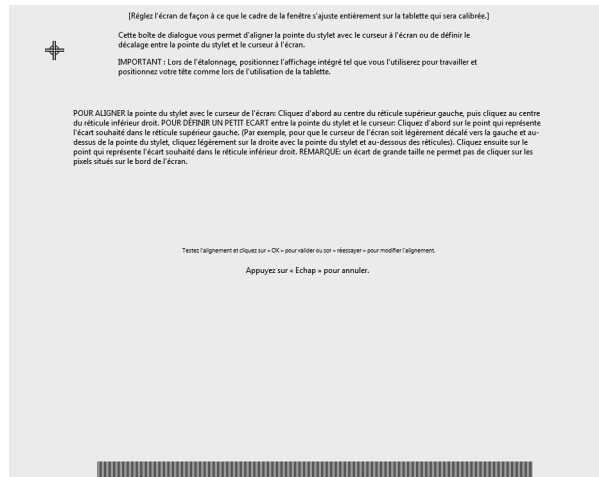 [Réglez l'écran de façon à ce que le cadre de la fenêtre s'ajuste entièrement sur la tablette qui sera calibrée.]
Cette boîte de dialogue vous permet d'aligner la pointe du stylet avec le curseur à l'écran ou de définir le
décalage entre la pointe du stylet et le curseur à l'écran.
IMPORTANT : Lors de l'étalonnage, positionnez l'affichage intégré tel que vous l'utiliserez pour travailler et
positionnez votre tête comme lors de l'utilisation de la tablette.
POUR ALIGNER la pointe du stylet avec le curseur de l'écran: Cliquez d'abord au centre du réticule supérieur gauche, puis cliquez au centre
du réticule inférieur droit. POUR DÉFINIR UN PETIT ECART entre la pointe du stylet et le curseur: Cliquez d'abord sur le point qui représente
l'écart souhaité dans le réticule supérieur gauche. (Par exemple, pour que le curseur de l'écran soit légèrement décalé vers la gauche et au-
dessus de la pointe du stylet, cliquez légèrement sur la droite avec la pointe du stylet et au-dessous des réticules). Cliquez ensuite sur le
point qui représente l'écart souhaité dans le réticule inférieur droit. REMARQUE: un écart de grande taille ne permet pas de cliquer sur les
pixels situés sur le bord de l'écran.
Testez l'alignement et cliquez sur « OK » pour valider ou sor « réessayer » pour modifier l'alignement.
Appuyez sur « Echap » pour annuler.